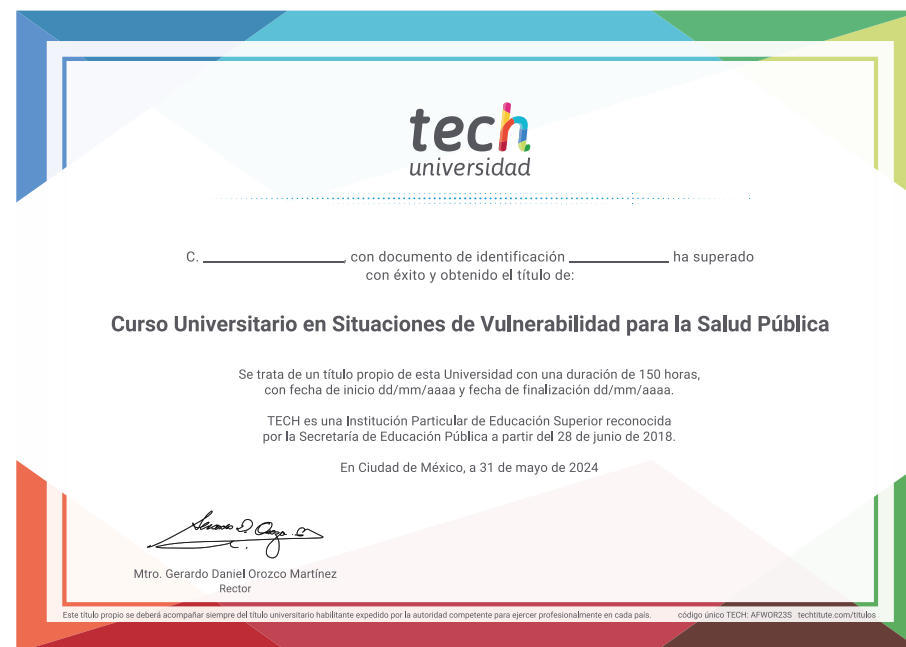 tech
universidad
C. ____________, con documento de identificación ____________ ha superado
con éxito y obtenido el título de:
Curso Universitario en Situaciones de Vulnerabilidad para la Salud Pública
Se trata de un título propio de esta Universidad con una duración de 150 horas,
con fecha de inicio dd/mm/aaaa y fecha de finalización dd/mm/aaaa.
TECH es una Institución Particular de Educación Superior reconocida
por la Secretaría de Educación Pública a partir del 28 de junio de 2018.
En Ciudad de México, a 31 de mayo de 2024
Mtro. Gerardo Daniel Orozco Martínez
Rector
Este título propio se deberá acompañar siempre del título universitario habilitante expedido por la autoridad competente para ejercer profesionalmente en cada país. código único TECH: AFWOR23S techtitute.com/titulos